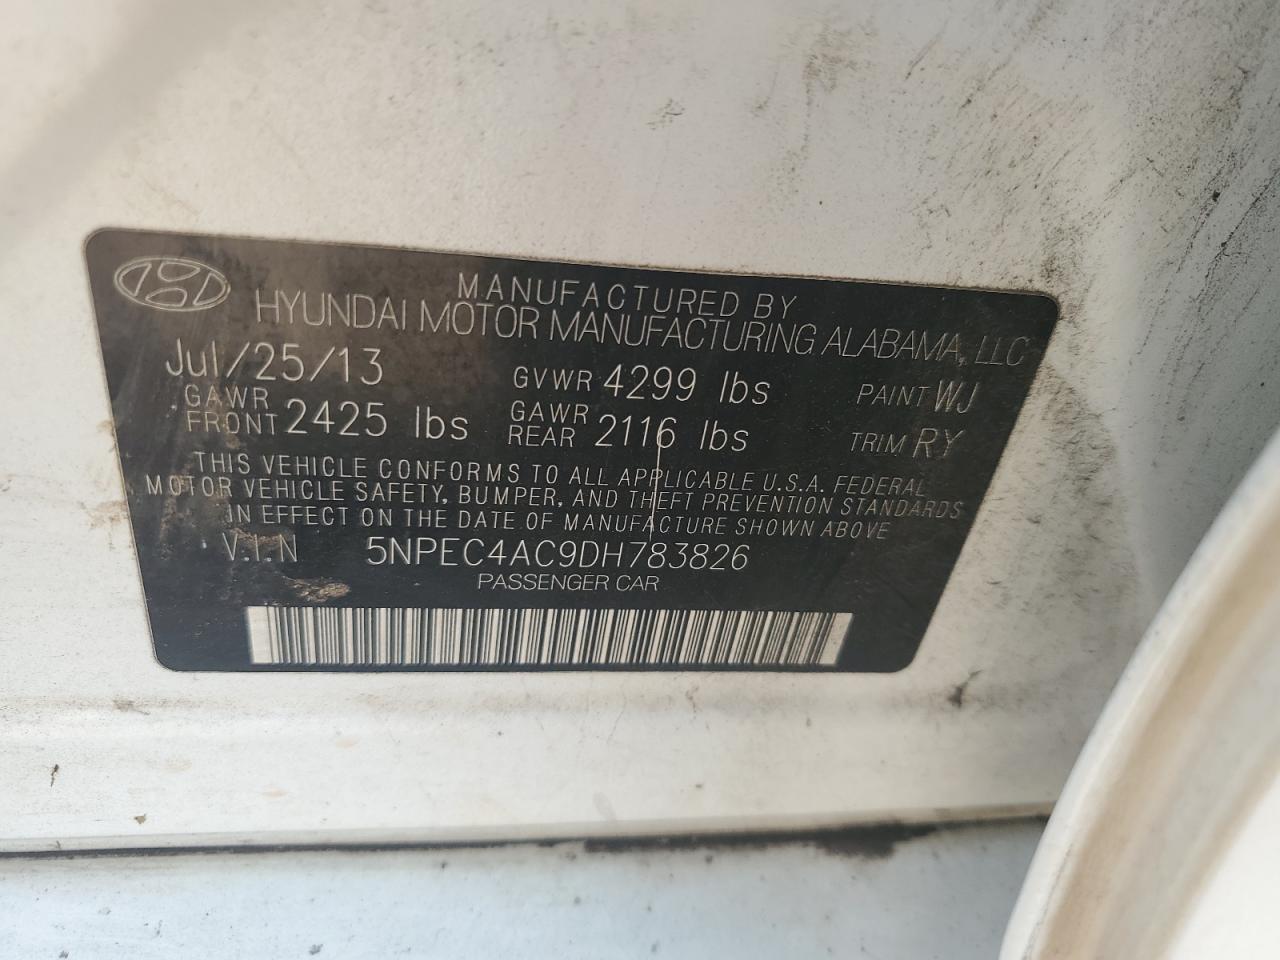 MANUFACTURED BY
HYUNDAI MOTOR MANUFACTURING ALABAMA, LLC
Jul/25/13 GVWR 4299 lbs PAINT WJ
GAWR FRONT 2425 lbs GAWR REAR 2116 lbs TRIM RY
THIS VEHICLE CONFORMS TO ALL APPLICABLE U.S.A. FEDERAL
MOTOR VEHICLE SAFETY, BUMPER, AND THEFT PREVENTION STANDARDS
IN EFFECT ON THE DATE OF MANUFACTURE SHOWN ABOVE
V.I.N 5NPEC4AC9DH783826
PASSENGER CAR